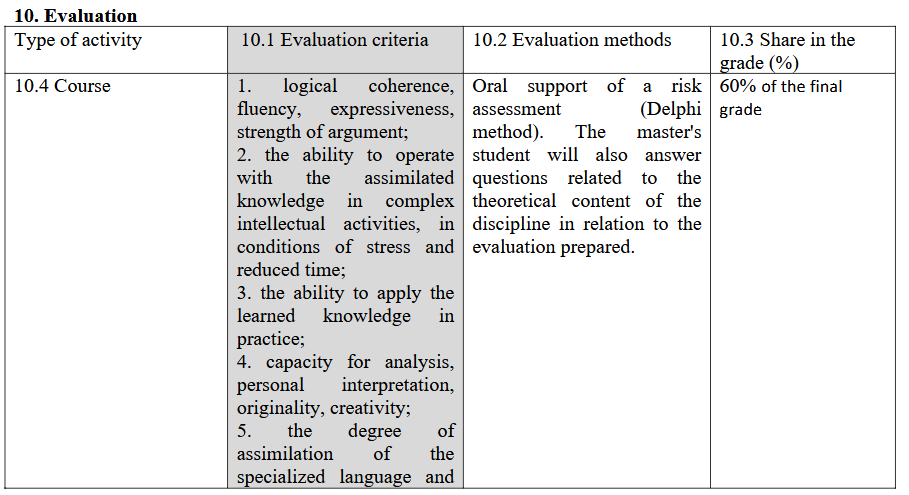 10. Evaluation
Type of activity
10.1 Evaluation criteria
10.2 Evaluation methods
10.3 Share in the
grade (%)
10.4 Course
1. logical coherence,
fluency, expressiveness,
strength of argument;
2. the ability to operate
with the assimilated
knowledge in complex
intellectual activities, in
conditions of stress and
reduced time;
3. the ability to apply the
learned knowledge in
practice;
4. capacity for analysis,
personal interpretation,
originality, creativity;
5. the degree of
assimilation of the
specialized language and
Oral support of a risk
assessment (Delphi
method). The master's
student will also answer
questions related to the
theoretical content of the
discipline in relation to the
evaluation prepared.
60% of the final
grade